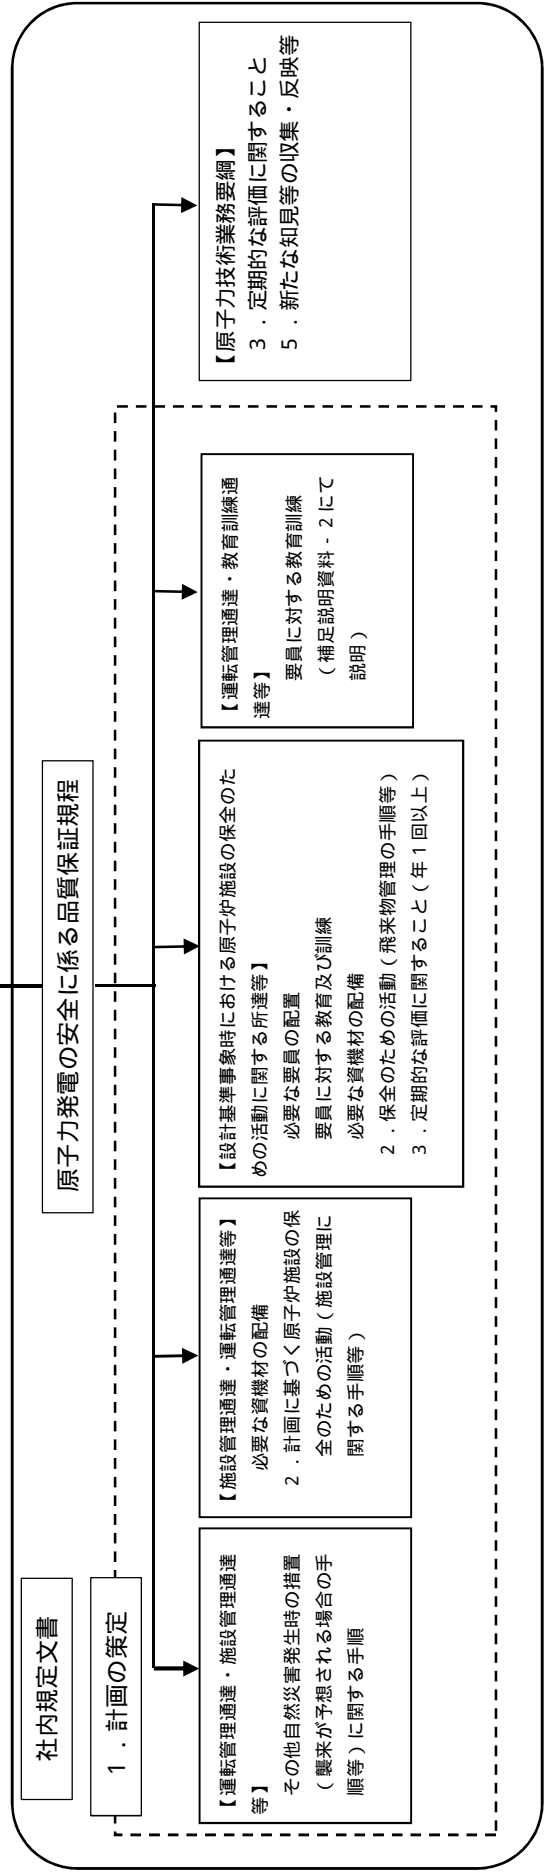 社内規定文書
1．計画の策定
原子力発電の安全に係る品質保証規程
【運転管理通達・施設管理通達
等】
その他自然災害発生時の措置
（襲来が予想される場合の手
順等）に関する手順
【施設管理通達・運転管理通達等】
必要な資機材の配備
2．計画に基づく原子炉施設の保
全のための活動（施設管理に
関する手順等）
【設計基準事象時における原子炉施設の保全のた
めの活動に関する所達等】
必要な要員の配置
要員に対する教育及び訓練
必要な資機材の配備
2．保全のための活動（飛来物管理の手順等）
3．定期的な評価に関すること（年1回以上）
【運転管理通達・教育訓練通
達等】
要員に対する教育訓練
（補足説明資料-2にて
説明）
【原子力技術業務要綱】
3．定期的な評価に関すること
5．新たな知見等の収集・反映等